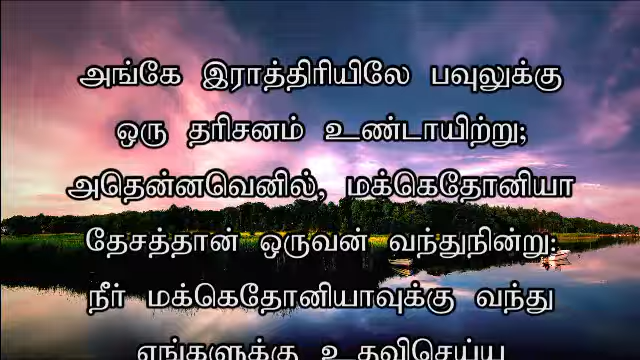 அங்கே இராத்திரியிலே பவுலுக்கு
ஒரு தரிசனம் உண்டாயிற்று;
அதென்னவெனில், மக்கெதோனியா
தேசத்தான் ஒருவன் வந்துநின்று:
நீர் மக்கெதோனியாவுக்கு வந்து
எங்களுக்கு உதவிசெய்ய